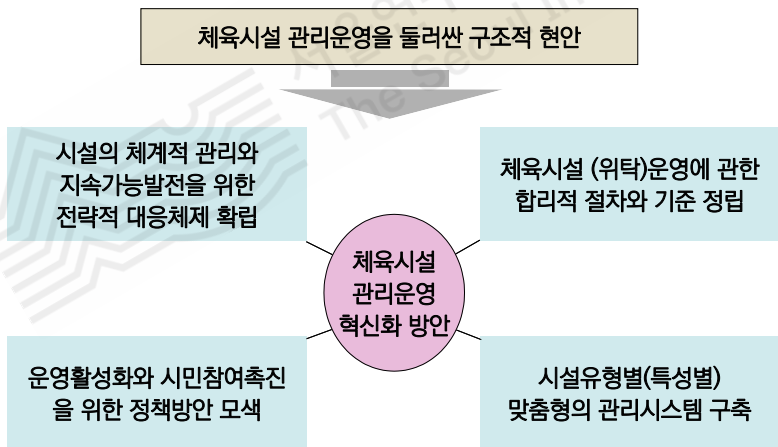 체육시설 관리운영을 둘러싼 구조적 현안
시설의 체계적 관리와
지속가능발전을 위한
전략적 대응체제 확립
체육시설 (위탁)운영에 관한
합리적 절차와 기준 정립
체육시설
관리운영
혁신화 방안
운영활성화와 시민참여촉진
을 위한 정책방안 모색
시설유형별(특성별)
맞춤형의 관리시스템 구축
The Seoul In